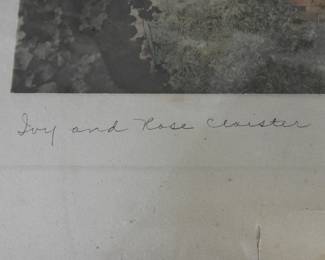 Ivy and Rose Cloister